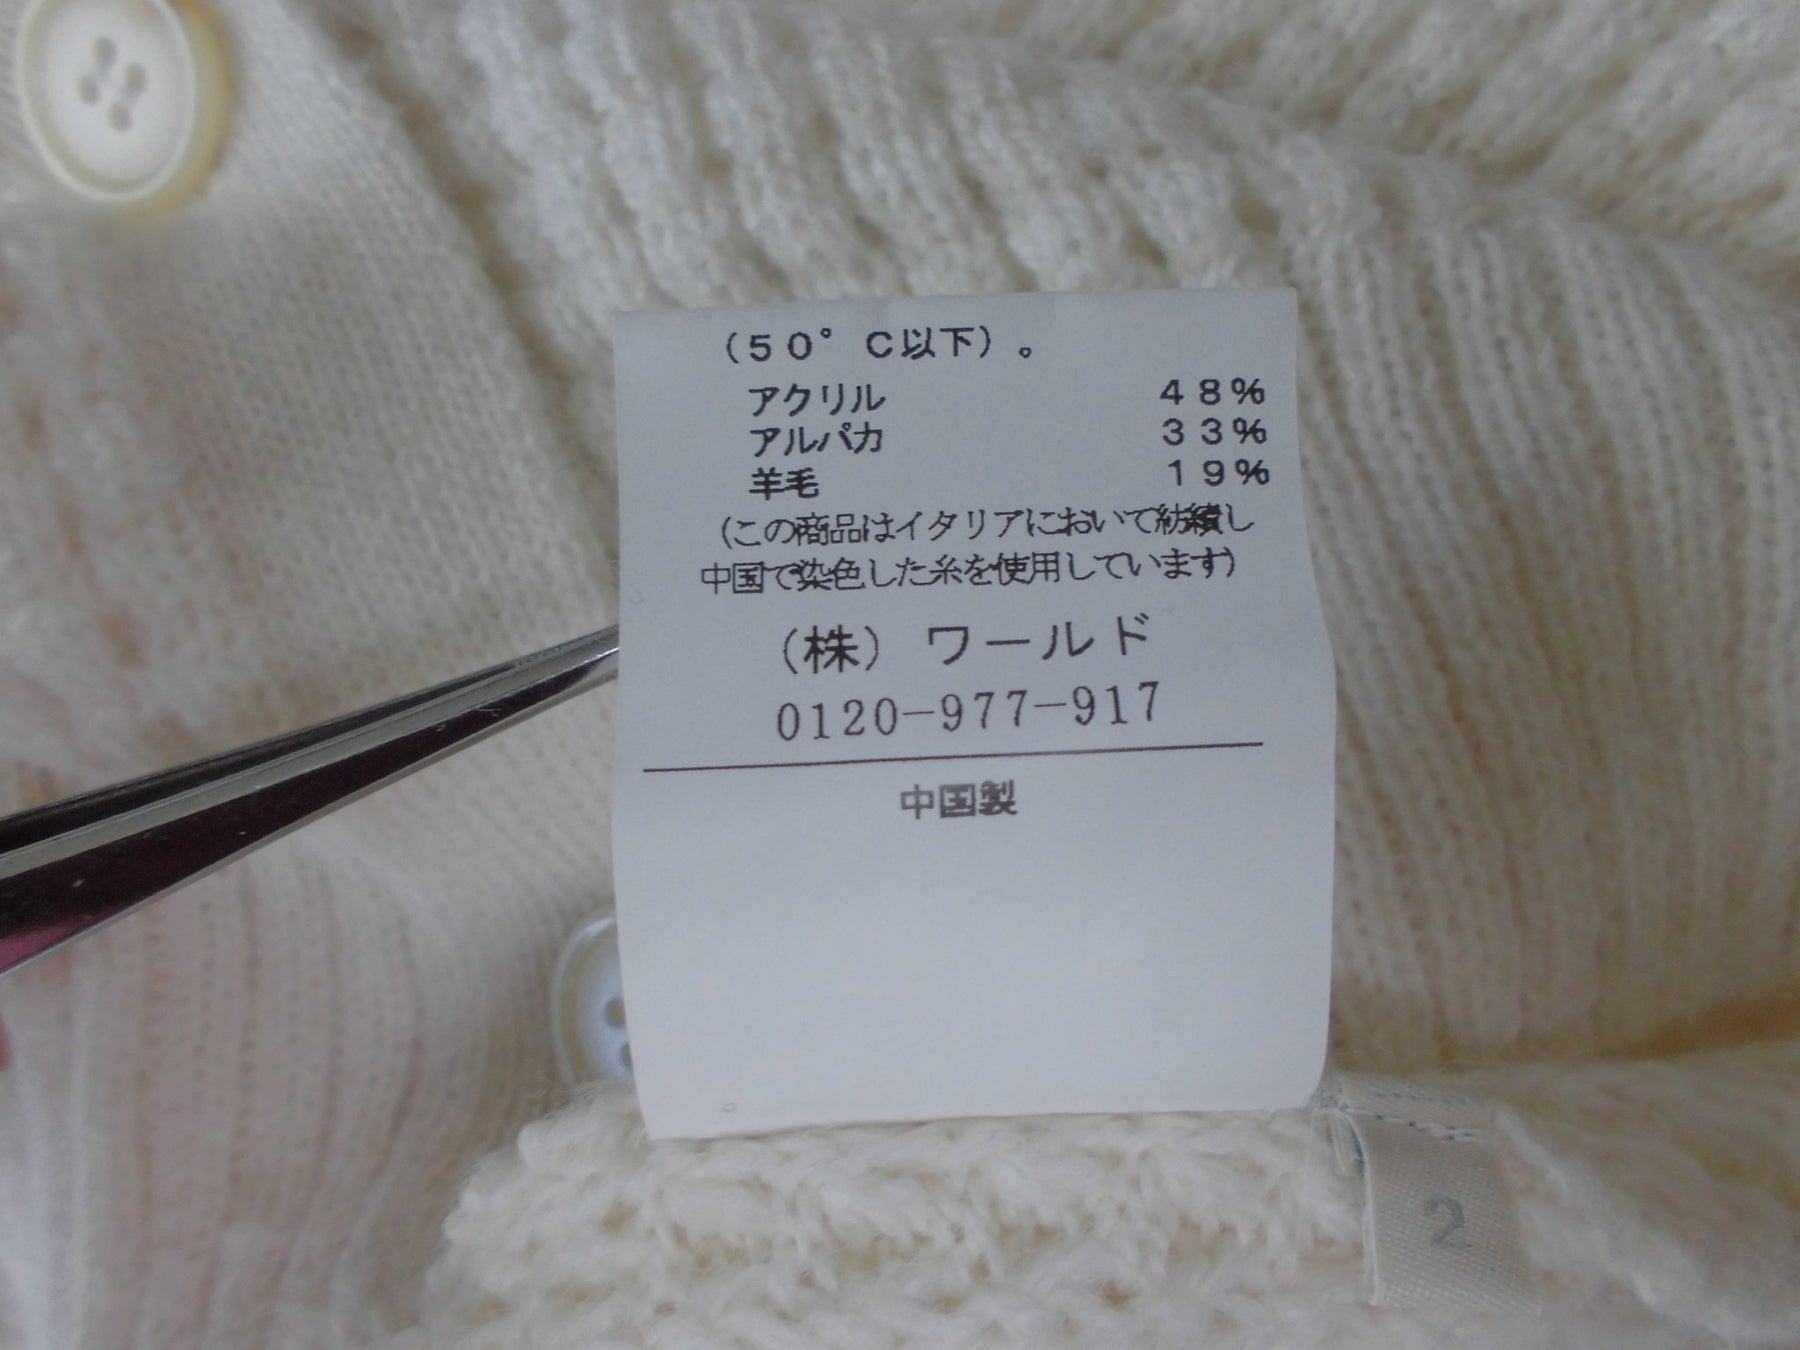 （５０°Ｃ以下）。
アクリル ４８％
アルパカ ３３％
羊毛 １９％
（この商品はイタリアにおいて紡績し
中国で染色した糸を使用しています）
（株）ワールド
0120-977-917
中国製
2